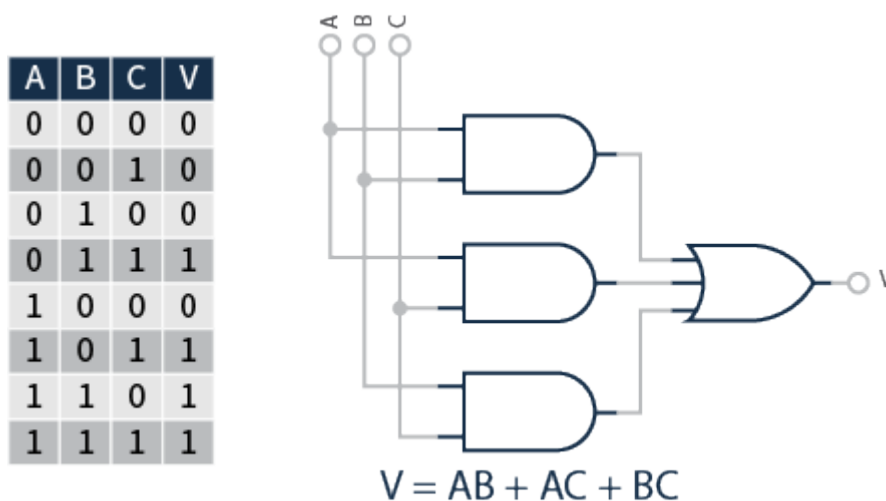 A B C V
0 0 0 0
0 0 1 0
0 1 0 0
0 1 1 1
1 0 0 0
1 0 1 1
1 1 0 1
1 1 1 1
A B C
V
V = AB + AC + BC